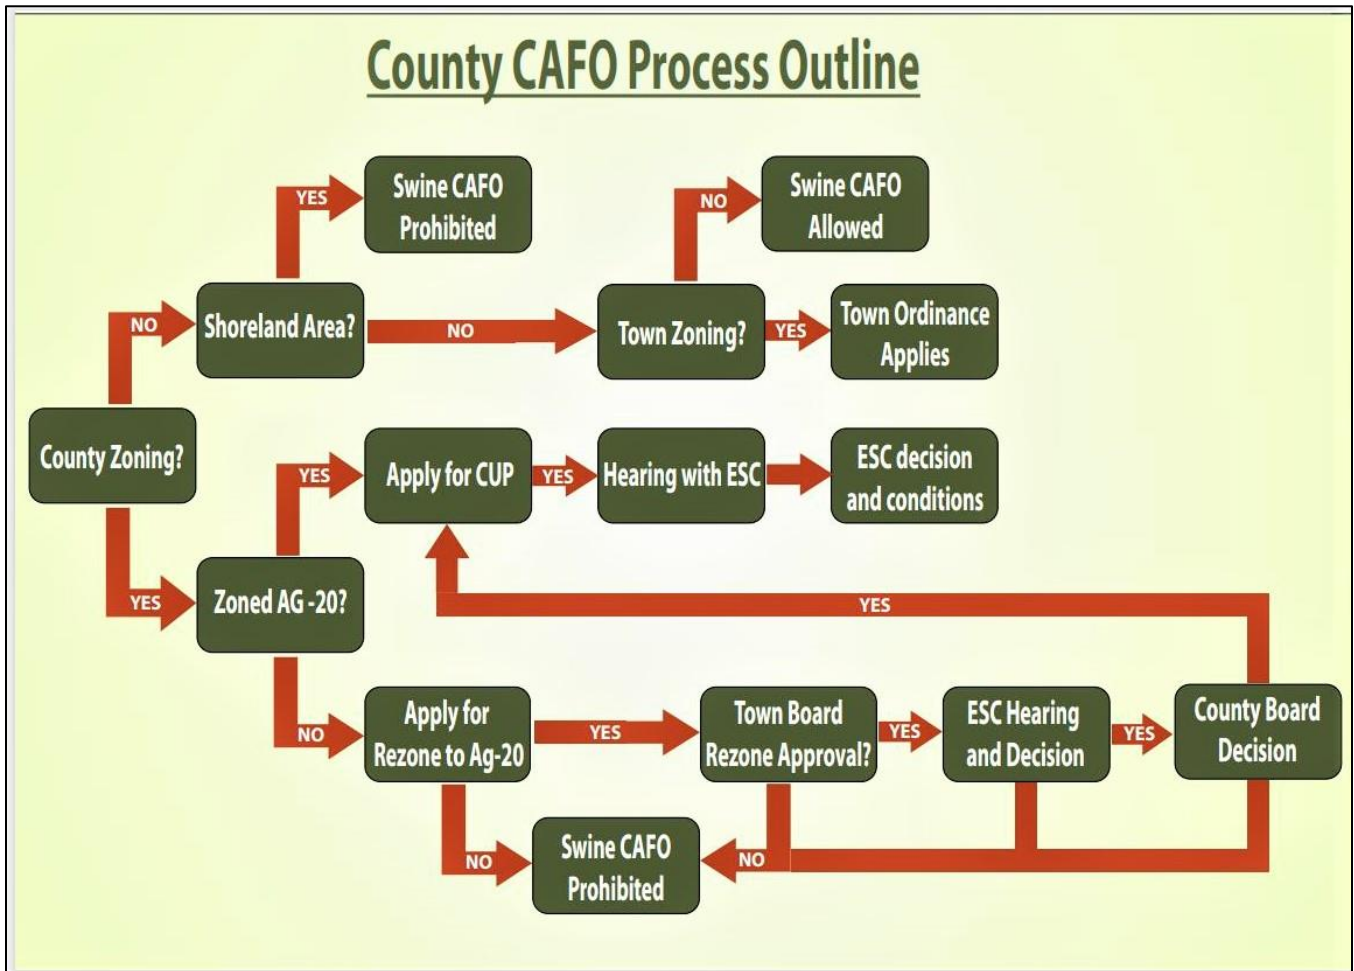 County CAFO Process Outline
Swine CAFO
Prohibited
YES
Swine CAFO
Allowed
NO
NO
Shoreland Area?
NO
Town Zoning?
YES
Town Ordinance
Applies
County Zoning?
YES
Apply for CUP
YES
Hearing with ESC
ESC decision
and conditions
YES
Zoned AG -20?
YES
NO
Apply for
Rezone to Ag-20
YES
Town Board
Rezone Approval?
YES
ESC Hearing
and Decision
YES
County Board
Decision
NO
Swine CAFO
Prohibited
NO